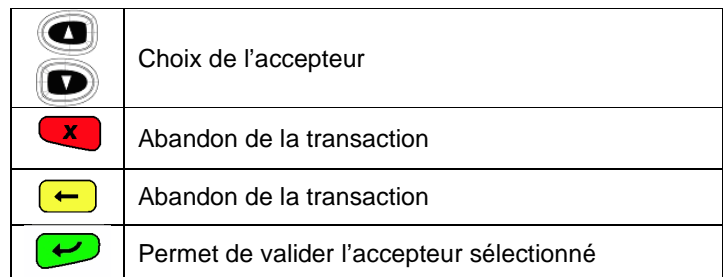 Choix de l’accepteur
X
Abandon de la transaction
Abandon de la transaction
Permet de valider l’accepteur sélectionné